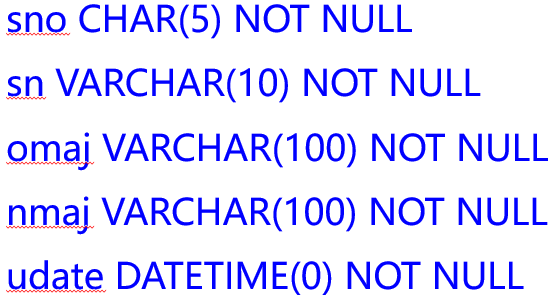 sno CHAR(5) NOT NULL
sn VARCHAR(10) NOT NULL
omaj VARCHAR(100) NOT NULL
nmaj VARCHAR(100) NOT NULL
udate DATETIME(0) NOT NULL